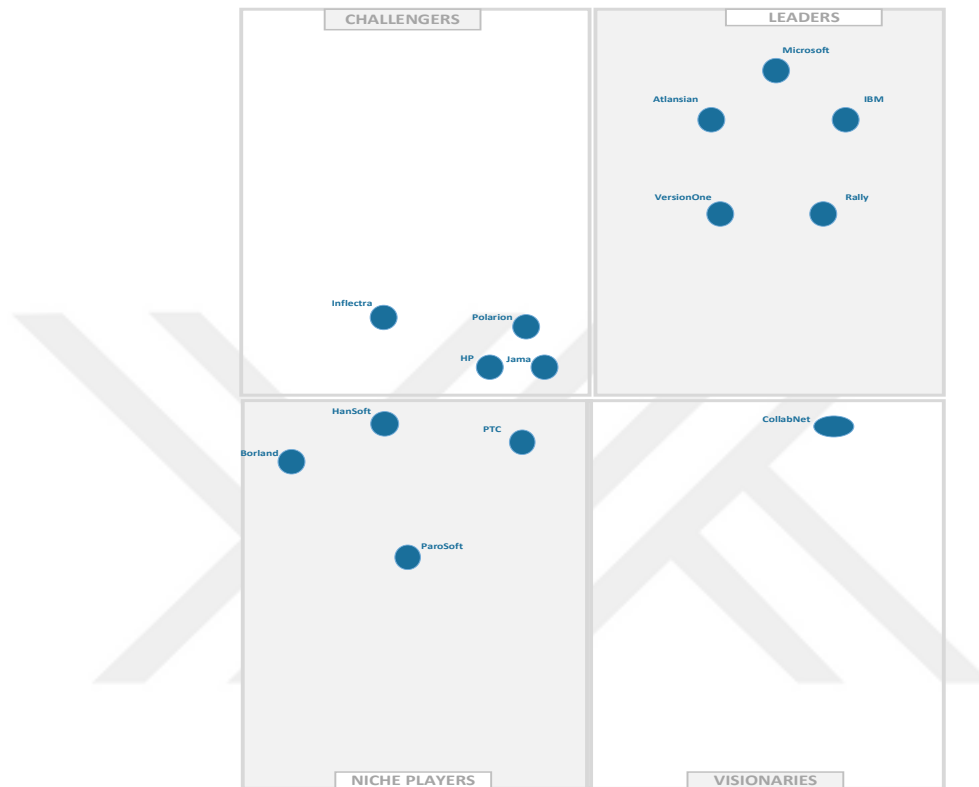 CHALLENGERS
LEADERS
Microsoft
Atlansian
IBM
VersionOne
Rally
Inflectra
Polarion
HP
Jama
HanSoft
PTC
CollabNet
Borland
ParoSoft
NICHE PLAYERS
VISIONARIES